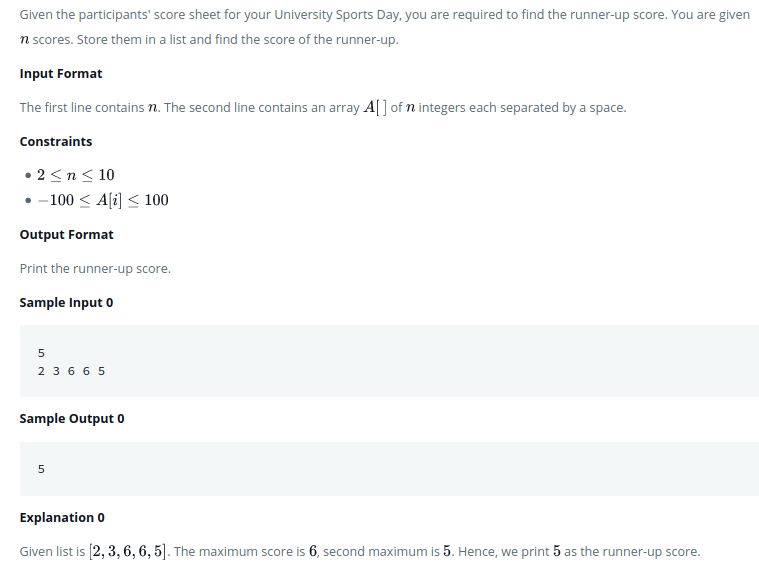 Given the participants' score sheet for your University Sports Day, you are required to find the runner-up score. You are given
n scores. Store them in a list and find the score of the runner-up.
Input Format
The first line contains n. The second line contains an array A[ ] of n integers each separated by a space.
Constraints
• 2 ≤ n ≤ 10
• −100 ≤ A[i] ≤ 100
Output Format
Print the runner-up score.
Sample Input 0
5
2 3 6 6 5
Sample Output 0
5
Explanation 0
Given list is [2, 3, 6, 6, 5]. The maximum score is 6, second maximum is 5. Hence, we print 5 as the runner-up score.